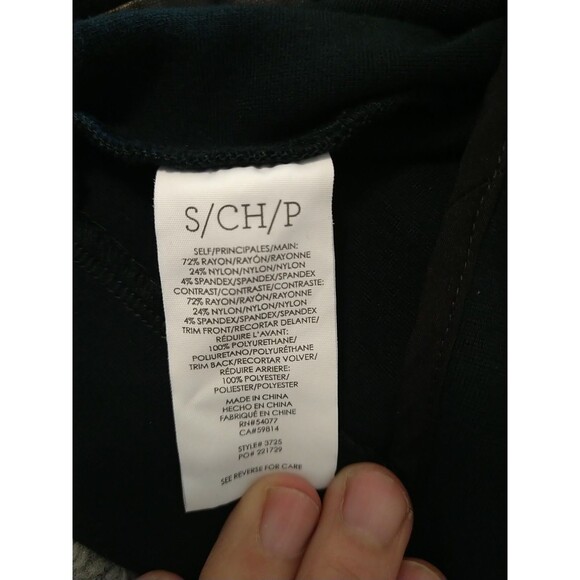 S/CH/P
SELF/PRINCIPALES/MAIN:
72% RAYON/RAYÓN/RAYONNE
24% NYLON/NYLON/NYLON
4% SPANDEX/SPANDEX/SPANDEX
CONTRAST/CONTRASTE/CONTRASTE:
72% RAYON/RAYÓN/RAYONNE
24% NYLON/NYLON/NYLON
4% SPANDEX/SPANDEX/SPANDEX
TRIM FRONT/RECORTAR DELANTE/
RÉDUIRE L'AVANT:
100% POLYURETHANE/
POLIURETANO/POLYURÉTHANE
TRIM BACK/RECORTAR VOLVER/
RÉDUIRE ARRIERE:
100% POLYESTER/
POLIÉSTER/POLYESTER
MADE IN CHINA
HECHO EN CHINA
FABRIQUÉ EN CHINE
RN#54077
CA#59814
STYLE# 3725
PO# 221729
SEE REVERSE FOR CARE